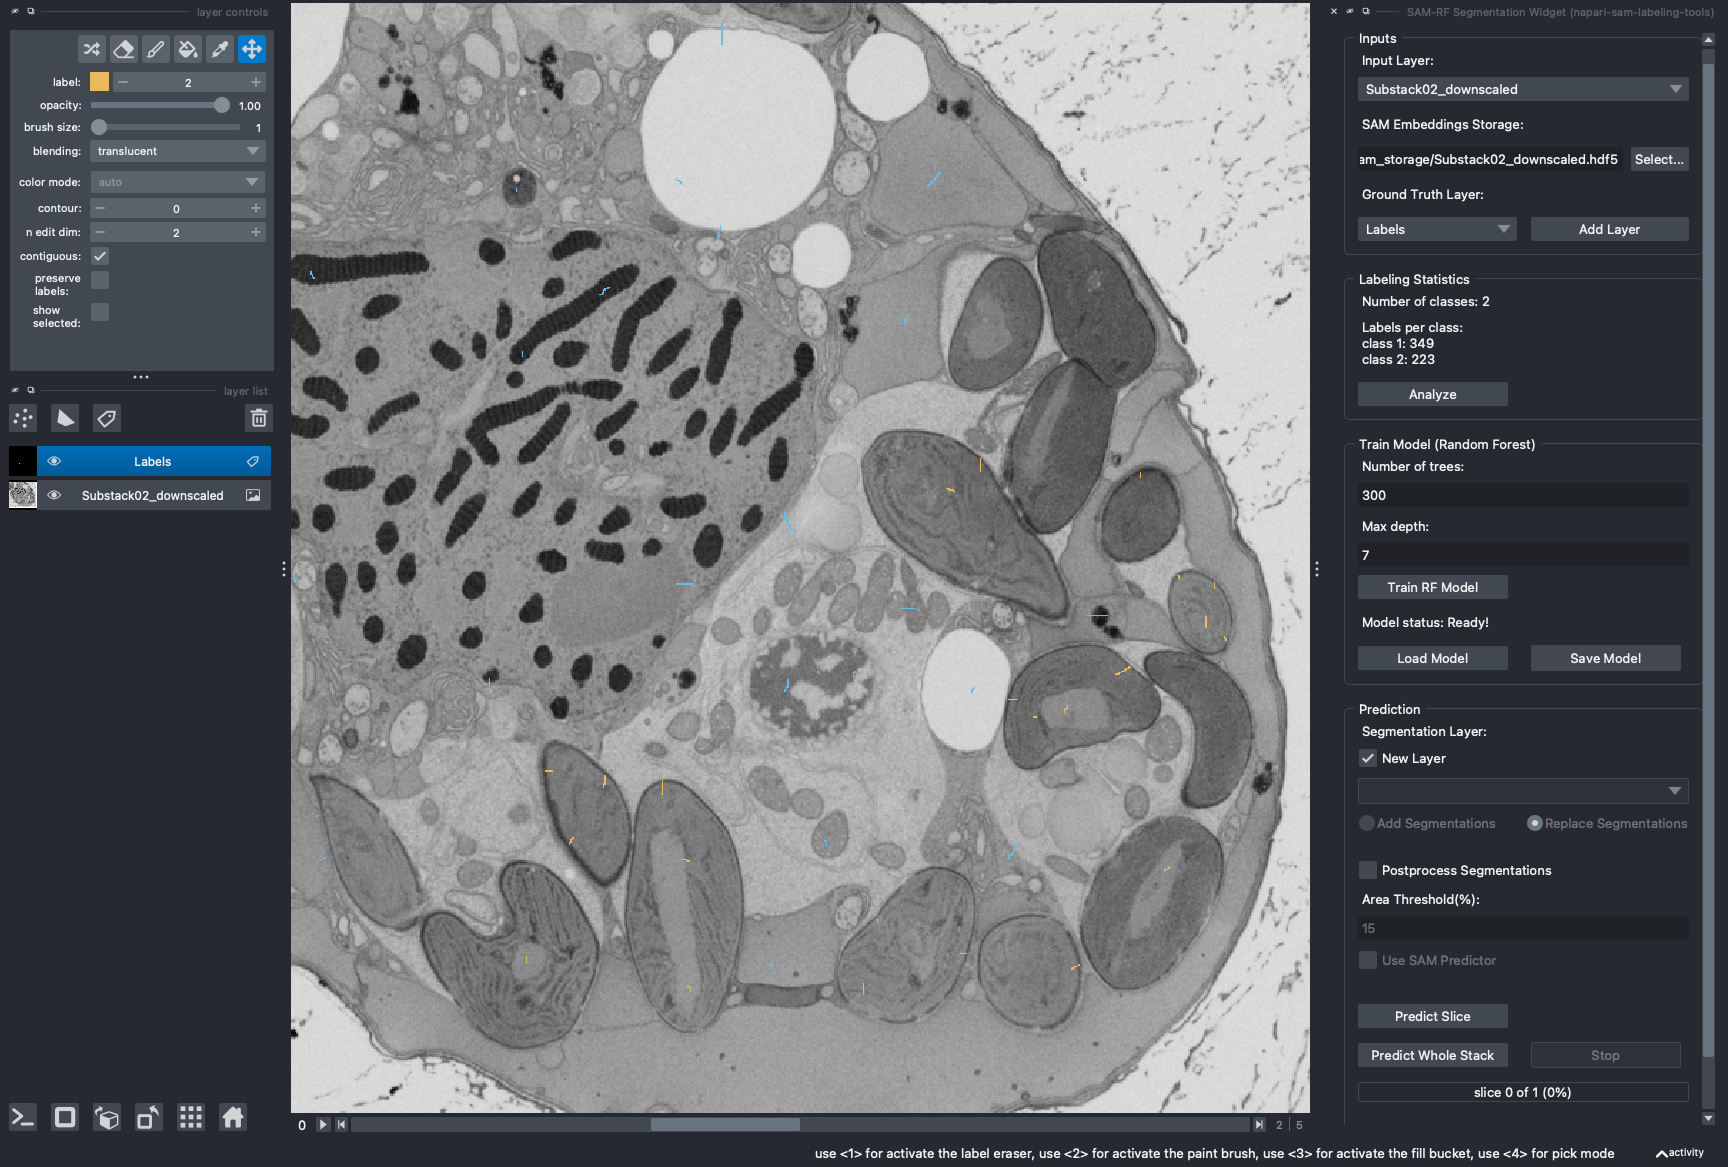 layer controls
label:
2
opacity:
1.00
brush size:
1
blending:
translucent
color mode:
auto
contour:
0
n edit dim:
2
contiguous:
preserve
labels:
show
selected:
layer list
Labels
Substack02_downscaled
0
2
5
SAM-RF Segmentation Widget (napari-sam-labeling-tools)
Inputs
Input Layer:
Substack02_downscaled
SAM Embeddings Storage:
am_storage/Substack02_downscaled.hdf5
Select...
Ground Truth Layer:
Labels
Add Layer
Labeling Statistics
Number of classes: 2
Labels per class:
class 1: 349
class 2: 223
Analyze
Train Model (Random Forest)
Number of trees:
300
Max depth:
7
Train RF Model
Model status: Ready!
Load Model
Save Model
Prediction
Segmentation Layer:
New Layer
Add Segmentations
Replace Segmentations
Postprocess Segmentations
Area Threshold(%):
15
Use SAM Predictor
Predict Slice
Predict Whole Stack
Stop
slice 0 of 1 (0%)
use <1> for activate the label eraser, use <2> for activate the paint brush, use <3> for activate the fill bucket, use <4> for pick mode
activity